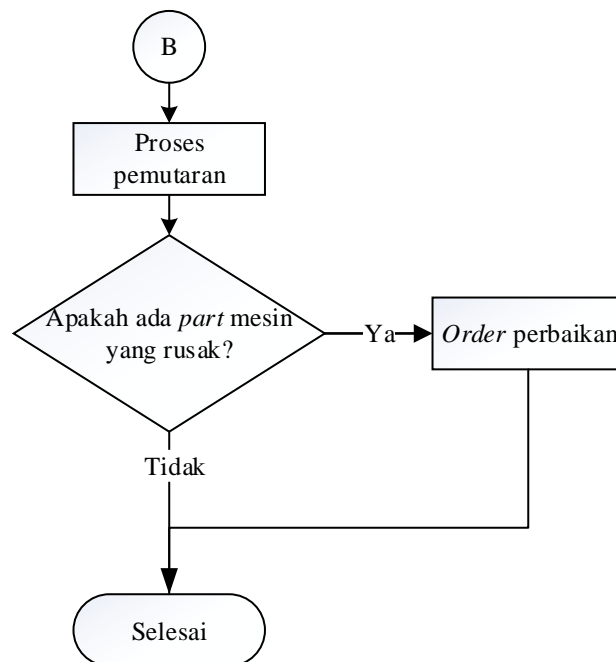 B
Proses
pemutaran
Apakah ada part mesin
yang rusak?
Ya
Order perbaikan
Tidak
Selesai